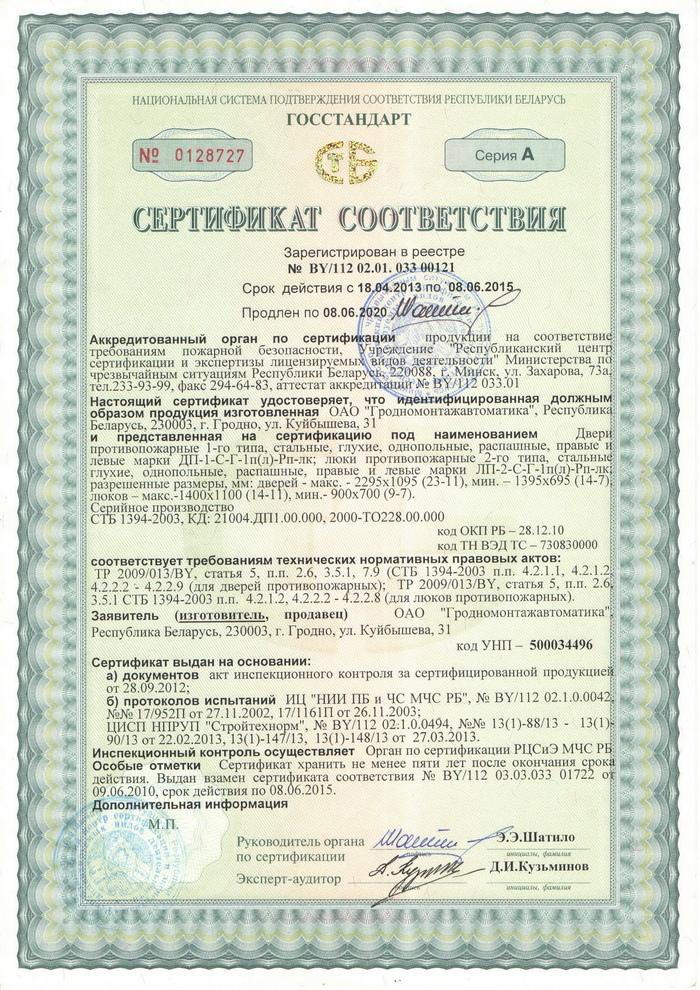 НАЦИОНАЛЬНАЯ СИСТЕМА ПОДТВЕРЖДЕНИЯ СООТВЕТСТВИЯ РЕСПУБЛИКИ БЕЛАРУСЬ
ГОССТАНДАРТ
№ 0128727
СТБ
Серия А
СЕРТИФИКАТ СООТВЕТСТВИЯ
Зарегистрирован в реестре
№ BY/112 02.01. 033 00121
Срок действия с 18.04.2013 по 08.06.2015
Продлен по 08.06.2020
Аккредитованный орган по сертификации продукции на соответствие
требованиям пожарной безопасности, Учреждение "Республиканский центр
сертификации и экспертизы лицензируемых видов деятельности" Министерства по
чрезвычайным ситуациям Республики Беларусь, 220088, г. Минск, ул. Захарова, 73а,
тел.233-93-99, факс 294-64-83, аттестат аккредитации № BY/112 033.01
Настоящий сертификат удостоверяет, что идентифицированная должным
образом продукция изготовленная ОАО "Гродномонтажавтоматика", Республика
Беларусь, 230003, г. Гродно, ул. Куйбышева, 31
и представленная на сертификацию под наименованием Двери
противопожарные 1-го типа, стальные, глухие, однопольные, распашные, правые и
левые марки ДП-1-С-Г-1п(л)-Рп-лк; люки противопожарные 2-го типа, стальные
глухие, однопольные, распашные, правые и левые марки ЛП-2-С-Г-1п(л)-Рп-лк;
разрешенные размеры, мм: дверей - макс. - 2295х1095 (23-11), мин. – 1395х695 (14-7),
люков – макс.-1400х1100 (14-11), мин.- 900х700 (9-7).
Серийное производство
СТБ 1394-2003, КД: 21004.ДП1.00.000, 2000-ТО228.00.000
код ОКП РБ – 28.12.10
код ТН ВЭД ТС – 730830000
соответствует требованиям технических нормативных правовых актов:
ТР 2009/013/BY, статья 5, п.п. 2.6, 3.5.1, 7.9 (СТБ 1394-2003 п.п. 4.2.1.1, 4.2.1.2,
4.2.2.2 - 4.2.2.9 (для дверей противопожарных); ТР 2009/013/BY, статья 5, п.п. 2.6,
3.5.1 СТБ 1394-2003 п.п. 4.2.1.2, 4.2.2.2 - 4.2.2.8 (для люков противопожарных).
Заявитель (изготовитель, продавец) ОАО "Гродномонтажавтоматика",
Республика Беларусь, 230003, г. Гродно, ул. Куйбышева, 31
код УНП – 500034496
Сертификат выдан на основании:
а) документов акт инспекционного контроля за сертифицированной продукцией
от 28.09.2012;
б) протоколов испытаний ИЦ "НИИ ПБ и ЧС МЧС РБ", № BY/112 02.1.0.0042,
№№ 17/952П от 27.11.2002, 17/1161П от 26.11.2003;
ЦИСП НПРУП "Стройтехнорм", № BY/112 02.1.0.0494, №№ 13(1)-88/13 - 13(1)-
90/13 от 22.02.2013, 13(1)-147/13, 13(1)-148/13 от 27.03.2013.
Инспекционный контроль осуществляет Орган по сертификации РЦСиЭ МЧС РБ
Особые отметки Сертификат хранить не менее пяти лет после окончания срока
действия. Выдан взамен сертификата соответствия № BY/112 03.03.033 01722 от
09.06.2010, срок действия по 08.06.2015.
Дополнительная информация
М.П.
Руководитель органа
по сертификации
Э.Э.Шатило
инициалы, фамилия
Эксперт-аудитор
Д.И.Кузьминов
инициалы, фамилия